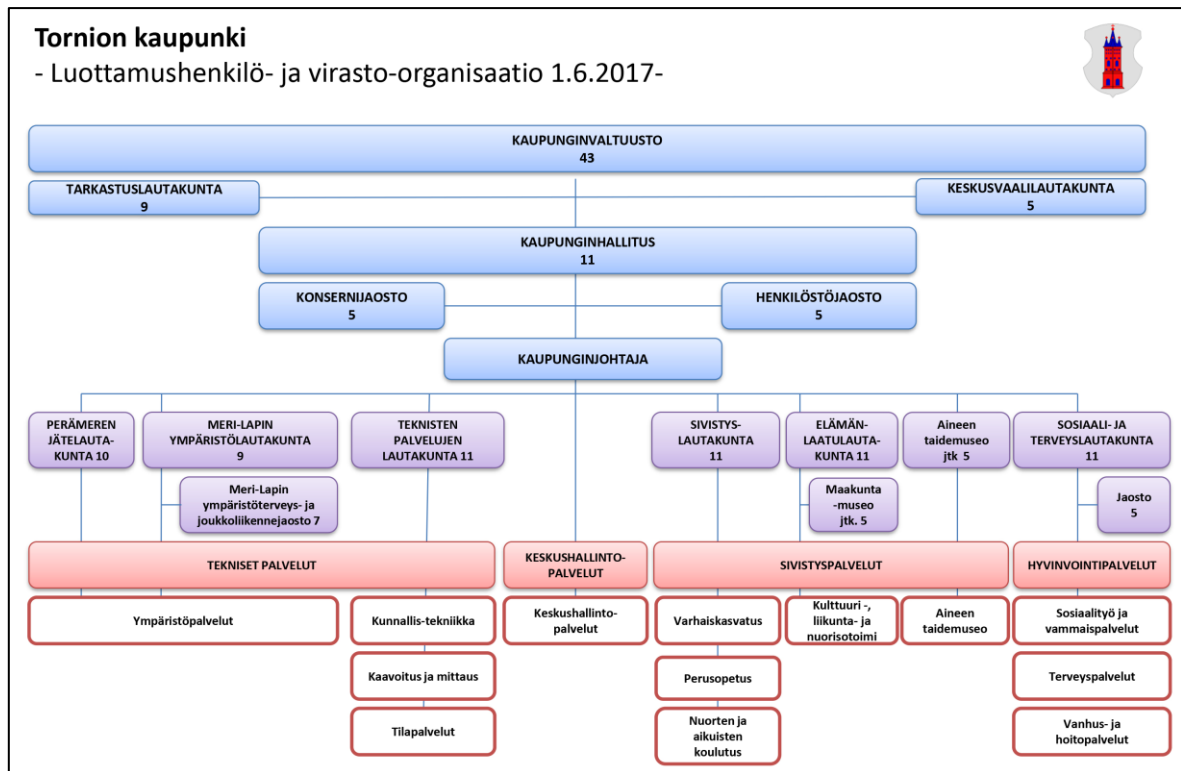 Tornion kaupunki
- Luottamushenkilö- ja virasto-organisaatio 1.6.2017-
KAUPUNGINVALTUUSTO
43
TARKASTUSLAUTAKUNTA
9
KESKUSVAALILAUTAKUNTA
5
KAUPUNGINHALLITUS
11
KONSERNIJAOSTO
5
HENKILÖSTÖJAOSTO
5
KAUPUNGINJOHTAJA
PERÄMEREN
JÄTELAUTA-
KUNTA 10
MERI-LAPIN
YMPÄRISTÖLAUTAKUNTA
9
TEKNISTEN
PALVELUJEN
LAUTAKUNTA 11
SIVISTYS-
LAUTAKUNTA
11
ELÄMÄN-
LAATULAUTA-
KUNTA 11
Aineen
taidemuseo
jtk 5
SOSIAALI- JA
TERVEYSLAUTAKUNTA
11
Meri-Lapin
ympäristöterveys- ja
joukkoliikennejaosto 7
Maakunta
-museo
jtk. 5
Jaosto
5
TEKNISET PALVELUT
KESKUSHALLINTO-
PALVELUT
SIVISTYSPALVELUT
HYVINVOINTIPALVELUT
Ympäristöpalvelut
Kunnallis-tekniikka
Keskushallinto-
palvelut
Varhaiskasvatus
Kulttuuri -,
liikunta- ja
nuorisotoimi
Aineen
taidemuseo
Sosiaalityö ja
vammaispalvelut
Kaavoitus ja mittaus
Perusopetus
Terveyspalvelut
Tilapalvelut
Nuorten ja
aikuisten
koulutus
Vanhus- ja
hoitopalvelut